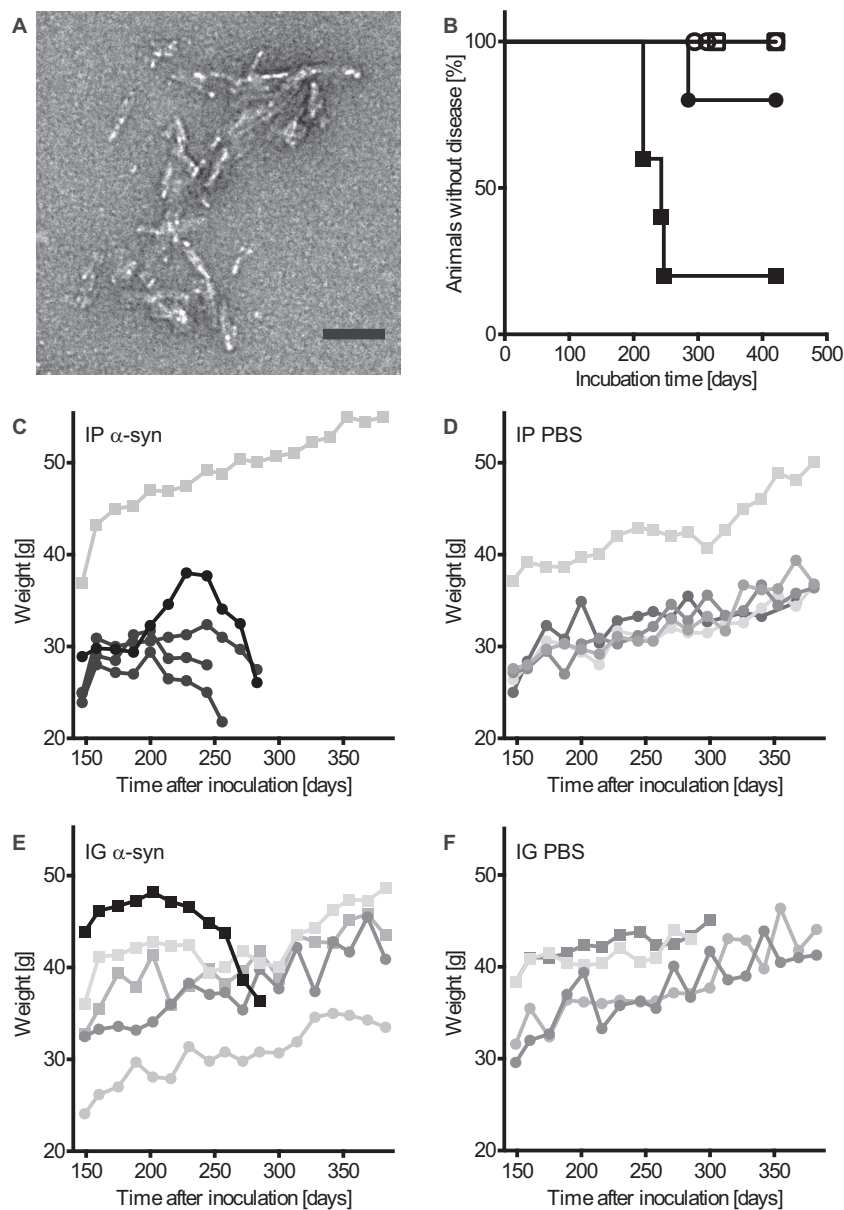 A
B
Animals without disease [%]
100
50
0
0 100 200 300 400 500
Incubation time [days]
C
IP α-syn
Weight [g]
50
40
30
20
150 200 250 300 350
Time after inoculation [days]
D
IP PBS
Weight [g]
50
40
30
20
150 200 250 300 350
Time after inoculation [days]
E
IG α-syn
Weight [g]
50
40
30
20
150 200 250 300 350
Time after inoculation [days]
F
IG PBS
Weight [g]
50
40
30
20
150 200 250 300 350
Time after inoculation [days]